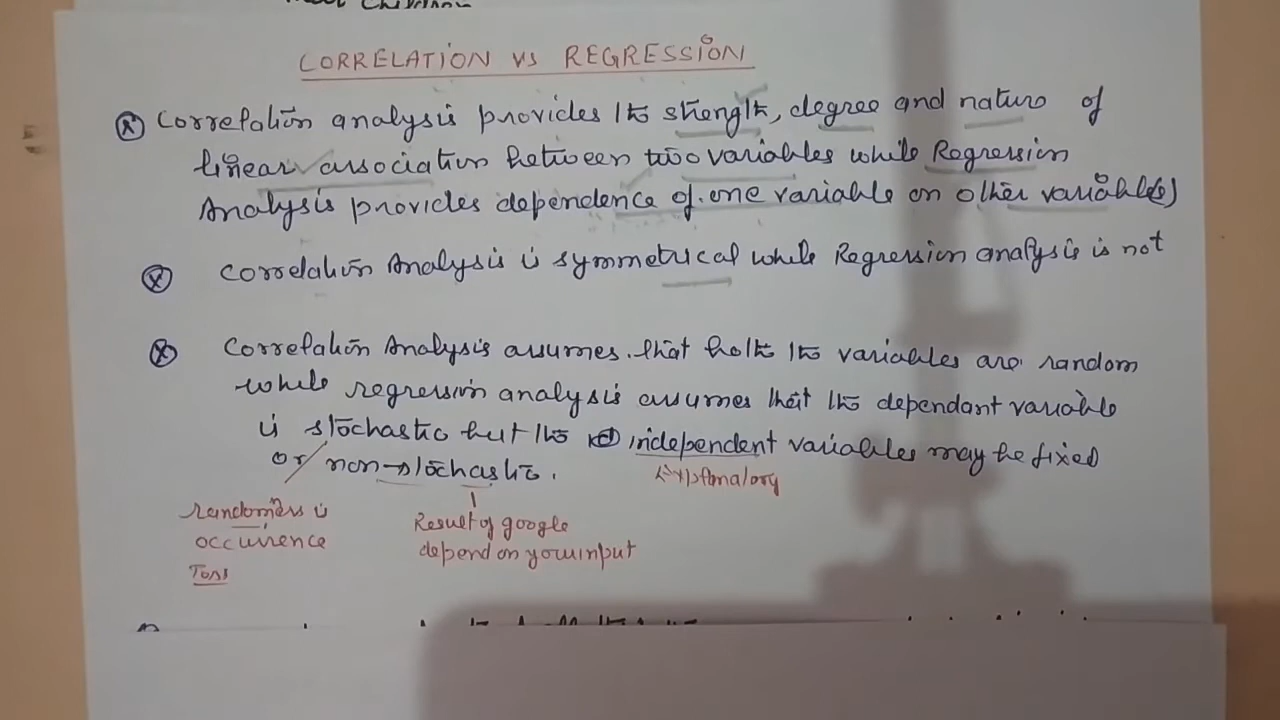 CORRELATION VS REGRESSION
Correlation analysis provides the strength, degree and nature of
linear association between two variables while Regression
Analysis provides dependence of one variable on other variable(s)
Correlation Analysis is symmetrical while Regression analysis is not
Correlation Analysis assumes that both the variables are random
while regression analysis assumes that the dependant variable
is stochastic but the independent variables may be fixed
or non-stochastic.
Explanatory
randomness is
occurrence
Toss
Result of google
depend on your input